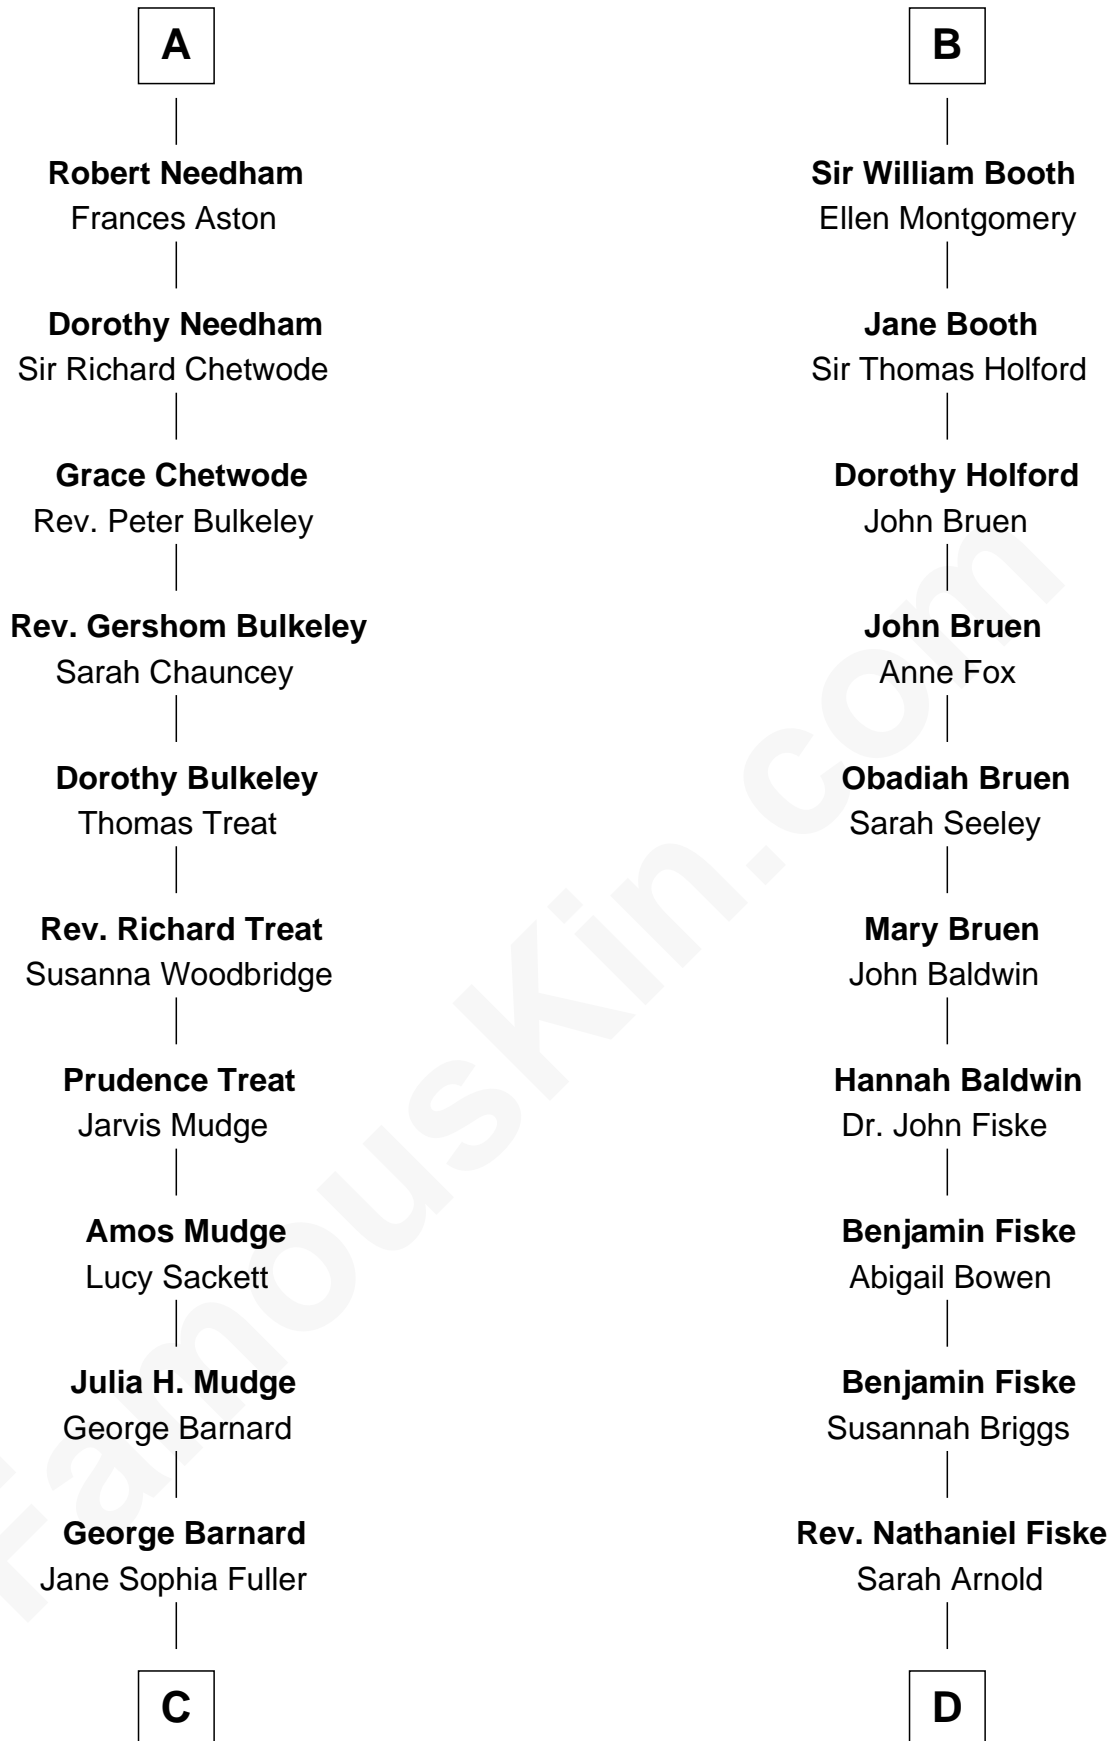 A
Robert Needham
Frances Aston
Dorothy Needham
Sir Richard Chetwode
Grace Chetwode
Rev. Peter Bulkeley
Rev. Gershom Bulkeley
Sarah Chauncey
Dorothy Bulkeley
Thomas Treat
Rev. Richard Treat
Susanna Woodbridge
Prudence Treat
Jarvis Mudge
Amos Mudge
Lucy Sackett
Julia H. Mudge
George Barnard
George Barnard
Jane Sophia Fuller
C
B
Sir William Booth
Ellen Montgomery
Jane Booth
Sir Thomas Holford
Dorothy Holford
John Bruen
John Bruen
Anne Fox
Obadiah Bruen
Sarah Seeley
Mary Bruen
John Baldwin
Hannah Baldwin
Dr. John Fiske
Benjamin Fiske
Abigail Bowen
Benjamin Fiske
Susannah Briggs
Rev. Nathaniel Fiske
Sarah Arnold
D
FamousKin.com